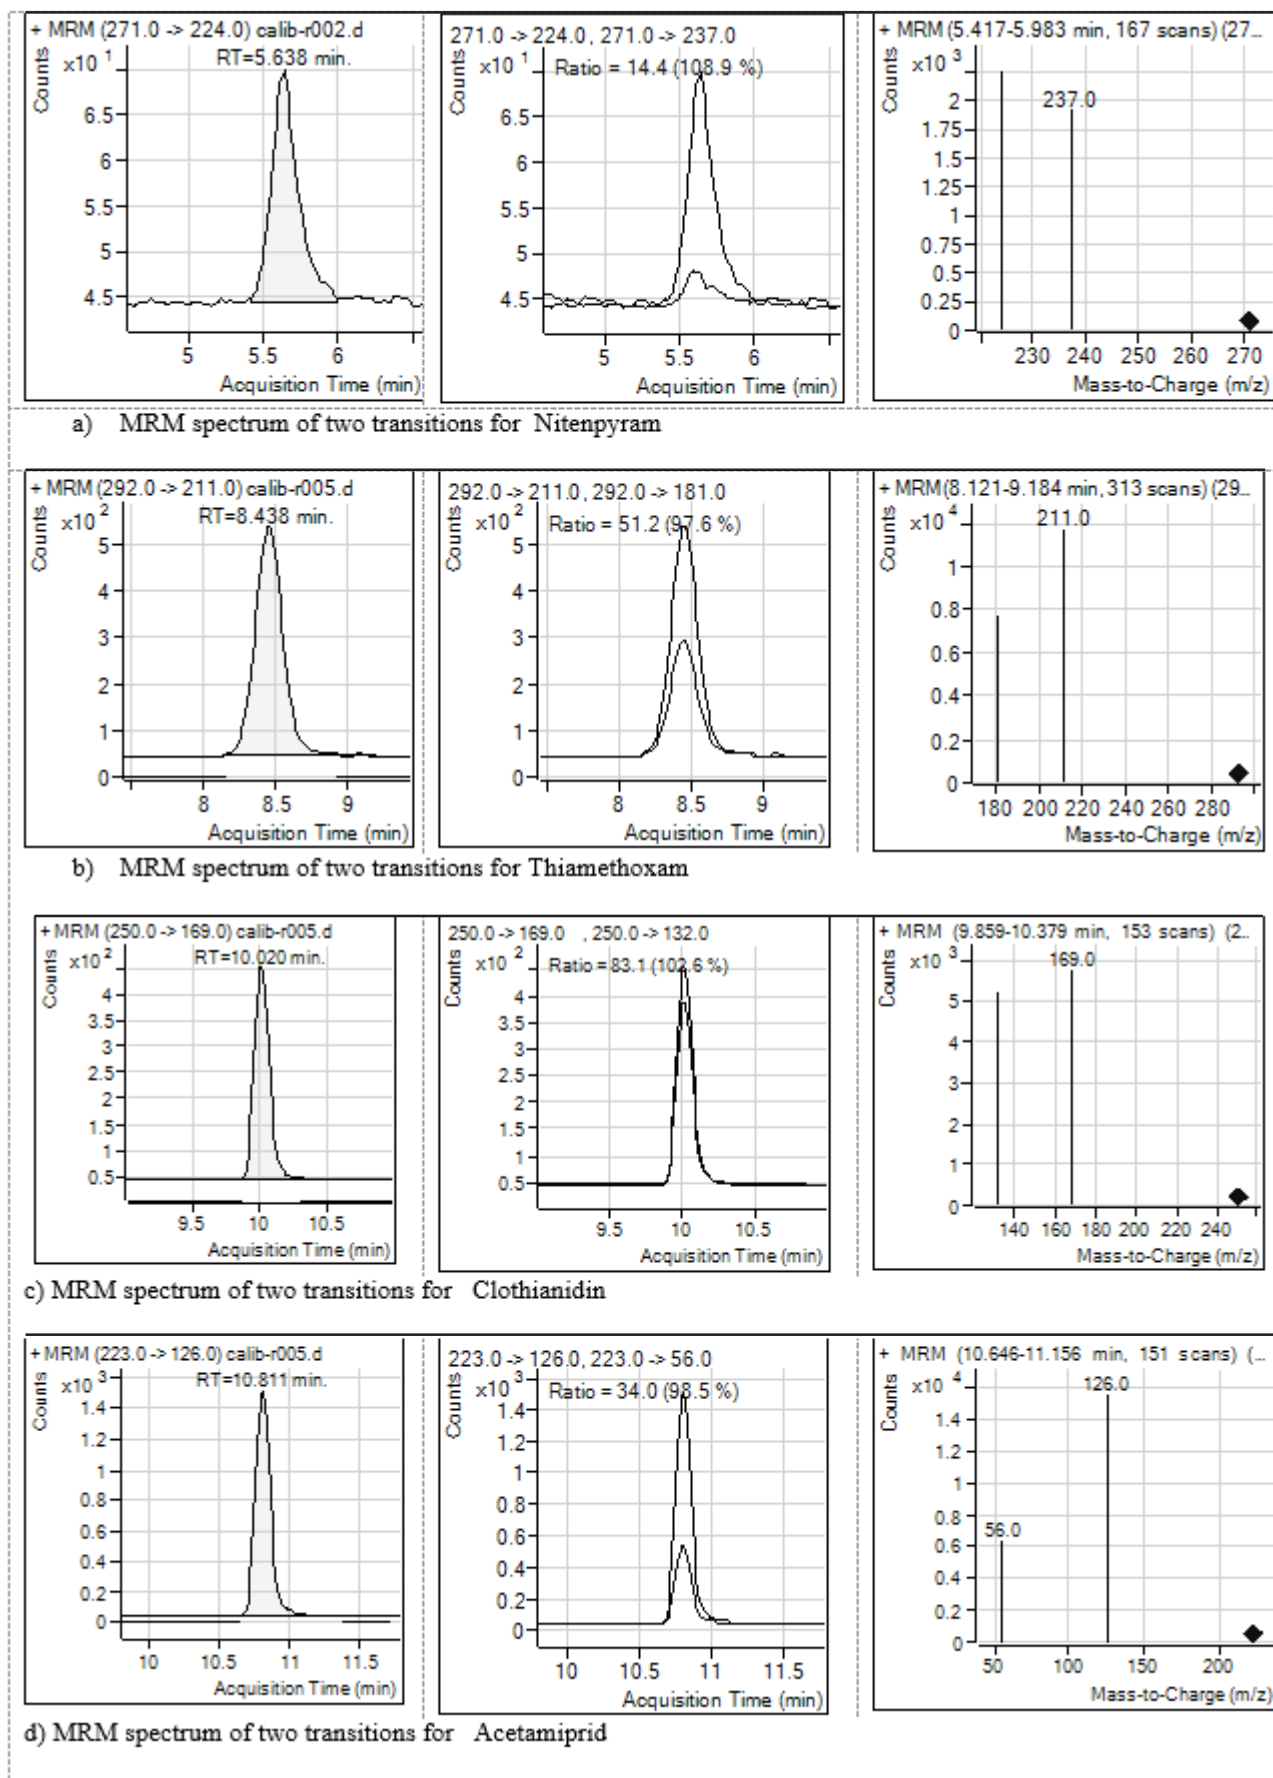 + MRM (271.0 -> 224.0) calib-r002.d
x10 1
RT=5.638 min.
Counts
6.5
6
5.5
5
4.5
5 5.5 6
Acquisition Time (min)
271.0 -> 224.0, 271.0 -> 237.0
x10 1
Ratio = 14.4 (108.9 %)
Counts
6.5
6
5.5
5
4.5
5 5.5 6
Acquisition Time (min)
+ MRM (5.417-5.983 min, 167 scans) (27...
x10 3
Counts
237.0
2
1.75
1.5
1.25
1
0.75
0.5
0.25
0
230 240 250 260 270
Mass-to-Charge (m/z)
a) MRM spectrum of two transitions for Nitenpyram
+ MRM (292.0 -> 211.0) calib-r005.d
x10 2
RT=8.438 min.
Counts
5
4
3
2
1
0
8 8.5 9
Acquisition Time (min)
292.0 -> 211.0, 292.0 -> 181.0
x10 2
Ratio = 51.2 (97.6 %)
Counts
5
4
3
2
1
0
8 8.5 9
Acquisition Time (min)
+ MRM (8.121-9.184 min, 313 scans) (29...
x10 4
Counts
211.0
1
0.8
0.6
0.4
0.2
0
180 200 220 240 260 280
Mass-to-Charge (m/z)
b) MRM spectrum of two transitions for Thiamethoxam
+ MRM (250.0 -> 169.0) calib-r005.d
x10 2
RT=10.020 min.
Counts
4
3.5
3
2.5
2
1.5
1
0.5
9.5 10 10.5
Acquisition Time (min)
250.0 -> 169.0 , 250.0 -> 132.0
x10 2
Ratio = 83.1 (102.6 %)
Counts
4
3.5
3
2.5
2
1.5
1
0.5
9.5 10 10.5
Acquisition Time (min)
+ MRM (9.859-10.379 min, 153 scans) (2..
x10 3
Counts
169.0
5
4
3
2
1
0
140 160 180 200 220 240
Mass-to-Charge (m/z)
c) MRM spectrum of two transitions for Clothianidin
+ MRM (223.0 -> 126.0) calib-r005.d
x10 3
RT=10.811 min.
Counts
1.4
1.2
1
0.8
0.6
0.4
0.2
0
10 10.5 11 11.5
Acquisition Time (min)
223.0 -> 126.0, 223.0 -> 56.0
x10 3
Ratio = 34.0 (98.5 %)
Counts
1.4
1.2
1
0.8
0.6
0.4
0.2
0
10 10.5 11 11.5
Acquisition Time (min)
+ MRM (10.646-11.156 min, 151 scans) (...
x10 4
Counts
126.0
1.4
1.2
1
0.8
56.0
0.6
0.4
0.2
0
50 100 150 200
Mass-to-Charge (m/z)
d) MRM spectrum of two transitions for Acetamiprid